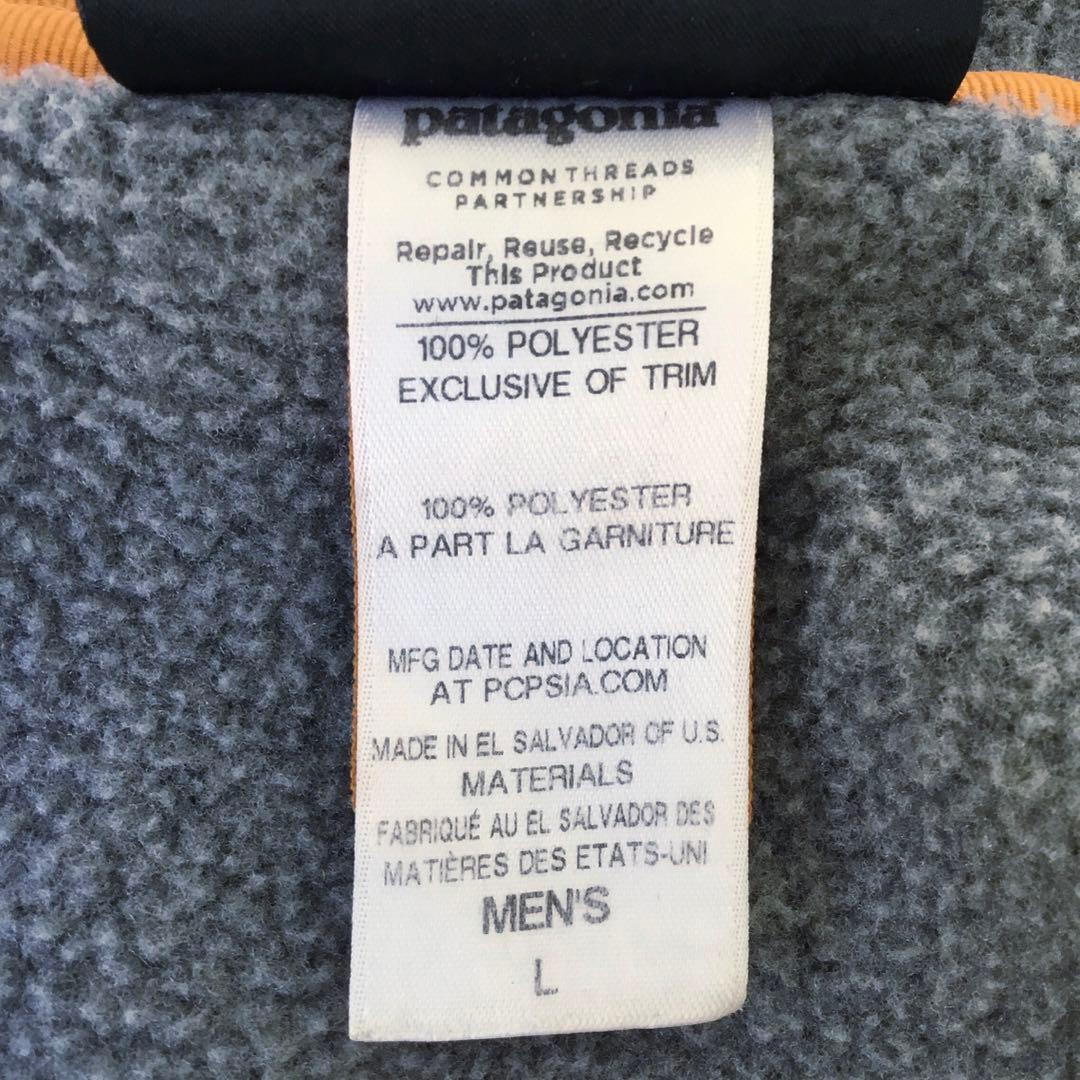 patagonia
COMMON THREADS
PARTNERSHIP
Repair, Reuse, Recycle
This Product
www.patagonia.com
100% POLYESTER
EXCLUSIVE OF TRIM
100% POLYESTER
A PART LA GARNITURE
MFG DATE AND LOCATION
AT PCPSIA.COM
MADE IN EL SALVADOR OF U.S.
MATERIALS
FABRIQUÉ AU EL SALVADOR DES
MATIÈRES DES ETATS-UNI
MEN'S
L